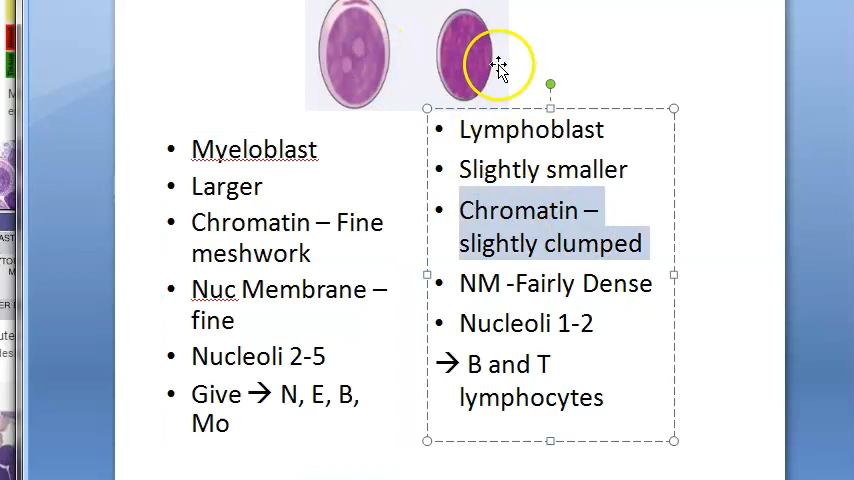 • Myeloblast
• Larger
• Chromatin – Fine
meshwork
• Nuc Membrane –
fine
• Nucleoli 2-5
• Give → N, E, B,
Mo
• Lymphoblast
• Slightly smaller
• Chromatin –
slightly clumped
• NM -Fairly Dense
• Nucleoli 1-2
→ B and T
lymphocytes